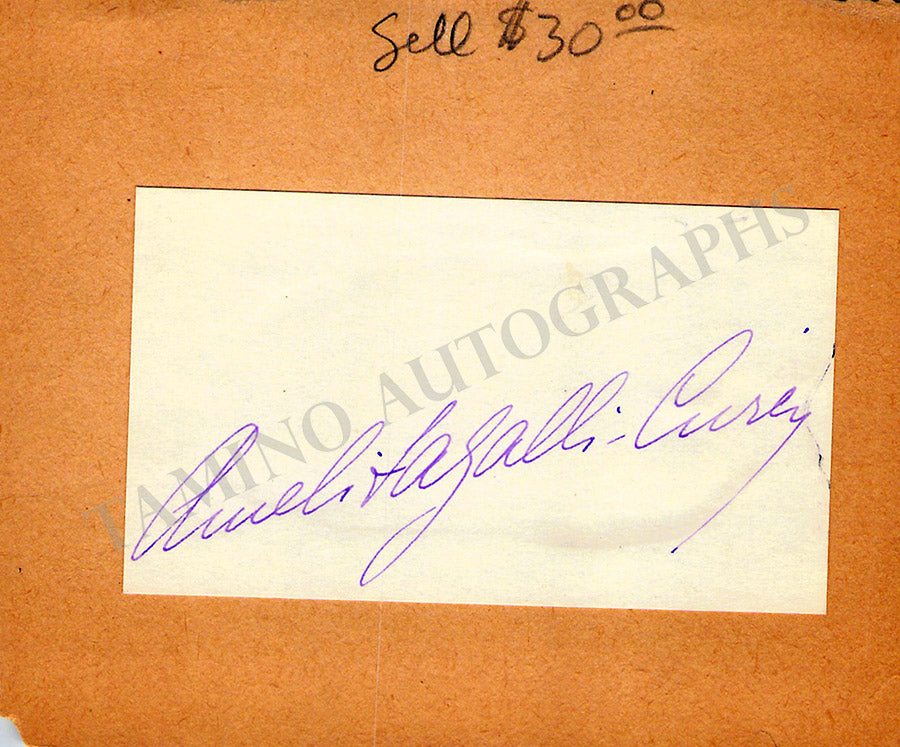 Sell $30.00
TAMINO AUTOGRAPHS
Amelita Galli-Curci